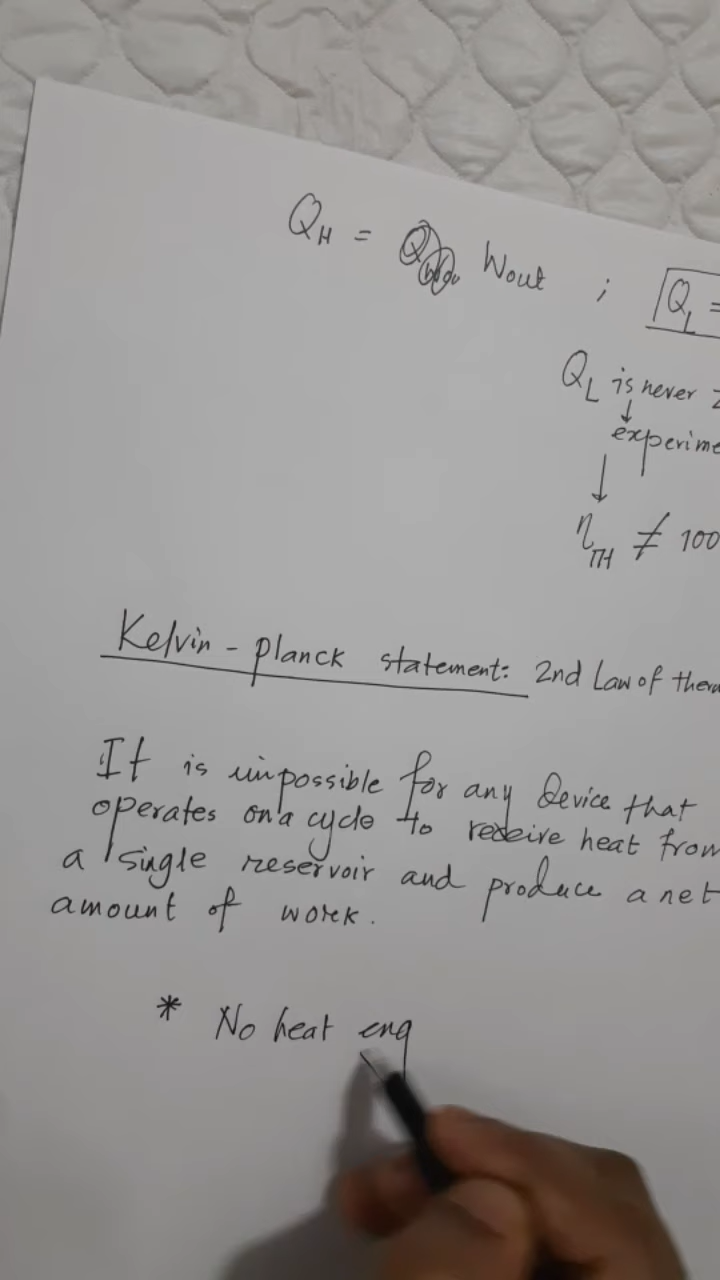 Q_H = Wout ; Q_L =
Q_L is never
↓
experime
↓
η_TH ≠ 100
Kelvin - planck statement: 2nd Law of ther
It is impossible for any device that
operates on a cycle to receive heat from
a single reservoir and produce a net
amount of work.
* No heat eng